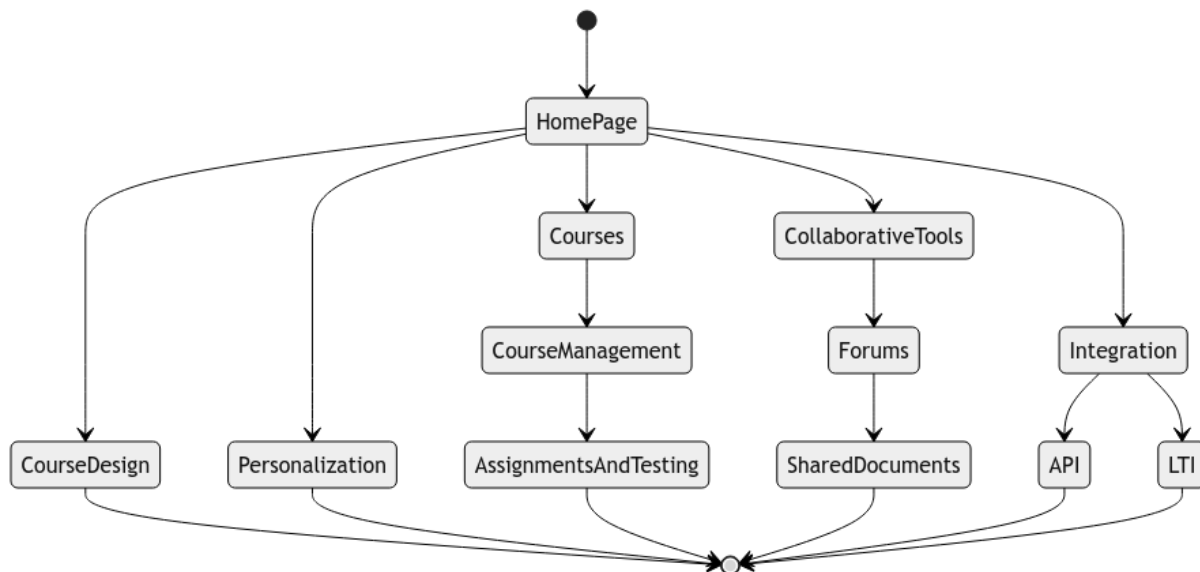 HomePage
Courses
CollaborativeTools
CourseManagement
Forums
Integration
CourseDesign
Personalization
AssignmentsAndTesting
SharedDocuments
API
LTI